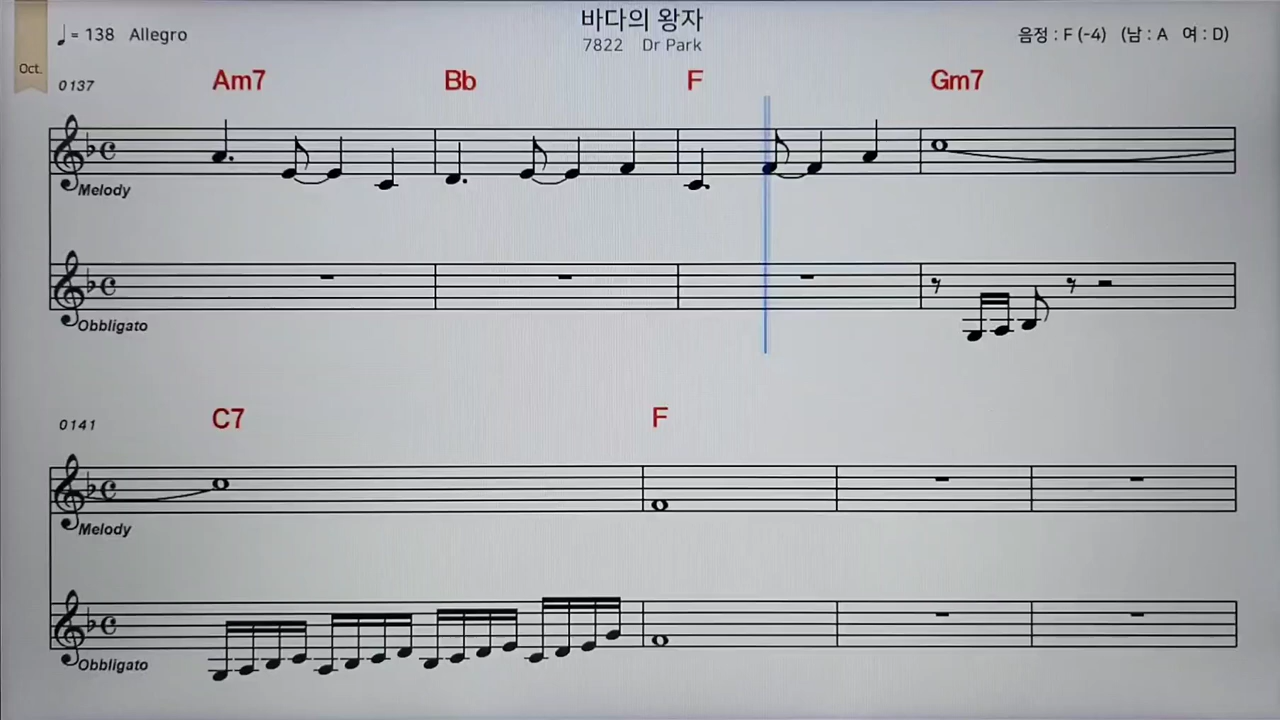 바다의 왕자
♩ = 138 Allegro
7822 Dr Park
음정 : F (-4) (남 : A 여 : D)
Oct.
0137
Am7 Bb F Gm7
Melody
Obbligato
0141
C7 F
Melody
Obbligato